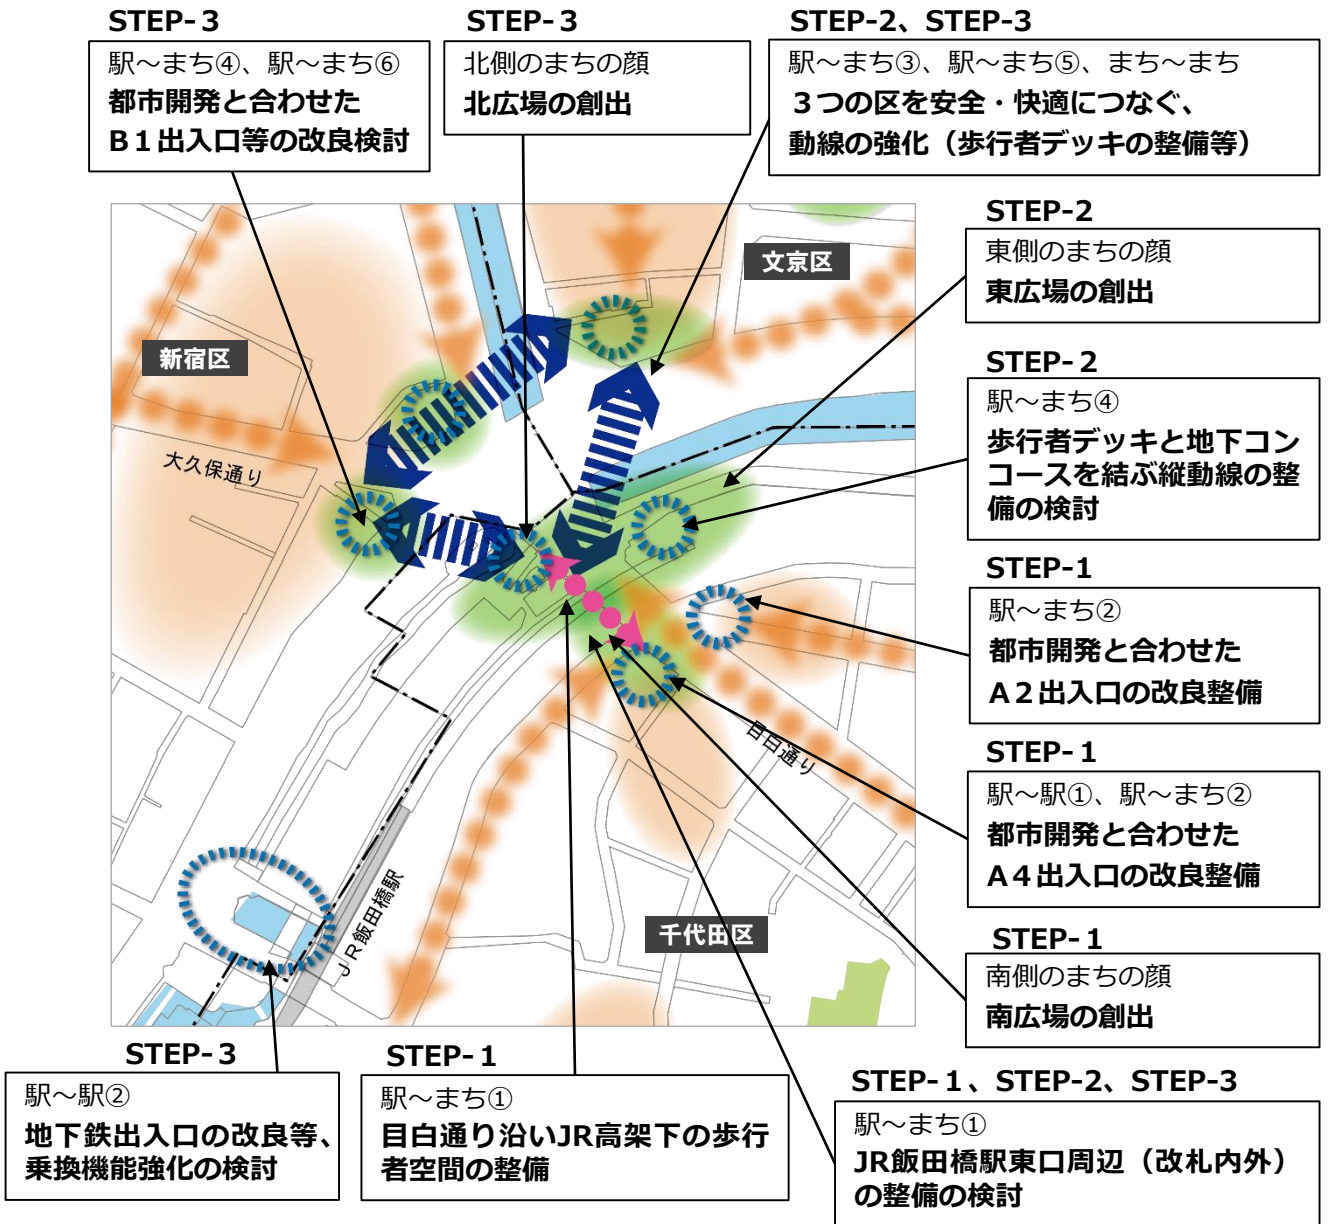 STEP-3
駅～まち④、駅～まち⑥
都市開発と合わせた
B１出入口等の改良検討
STEP-3
北側のまちの顔
北広場の創出
STEP-2、STEP-3
駅～まち③、駅～まち⑤、まち～まち
３つの区を安全・快適につなぐ、
動線の強化（歩行者デッキの整備等）
STEP-2
東側のまちの顔
東広場の創出
STEP-2
駅～まち④
歩行者デッキと地下コン
コースを結ぶ縦動線の整
備の検討
STEP-1
駅～まち②
都市開発と合わせた
A２出入口の改良整備
STEP-1
駅～駅①、駅～まち②
都市開発と合わせた
A４出入口の改良整備
STEP-1
南側のまちの顔
南広場の創出
STEP-1、STEP-2、STEP-3
駅～まち①
JR飯田橋駅東口周辺（改札内外）
の整備の検討
STEP-1
駅～まち①
目白通り沿いJR高架下の歩行
者空間の整備
STEP-3
駅～駅②
地下鉄出入口の改良等、
乗換機能強化の検討
文京区
新宿区
大久保通り
目白通り
千代田区
ＪＲ飯田橋駅